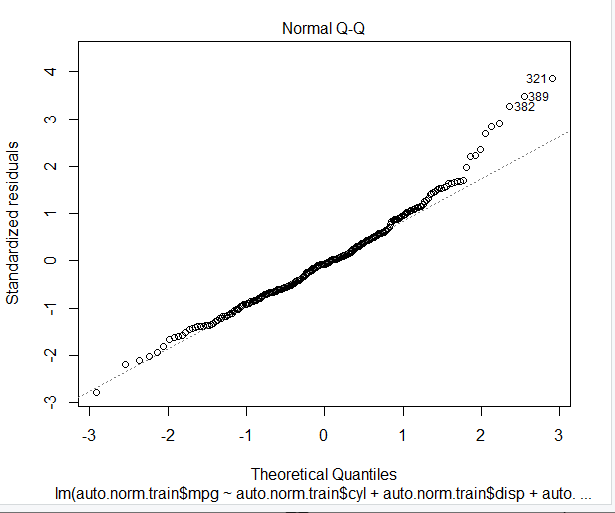 Normal Q-Q
4
3
2
1
0
-1
-2
-3
Standardized residuals
321
389
382
-3 -2 -1 0 1 2 3
Theoretical Quantiles
lm(auto.norm.train$mpg ~ auto.norm.train$cyl + auto.norm.train$disp + auto. ...